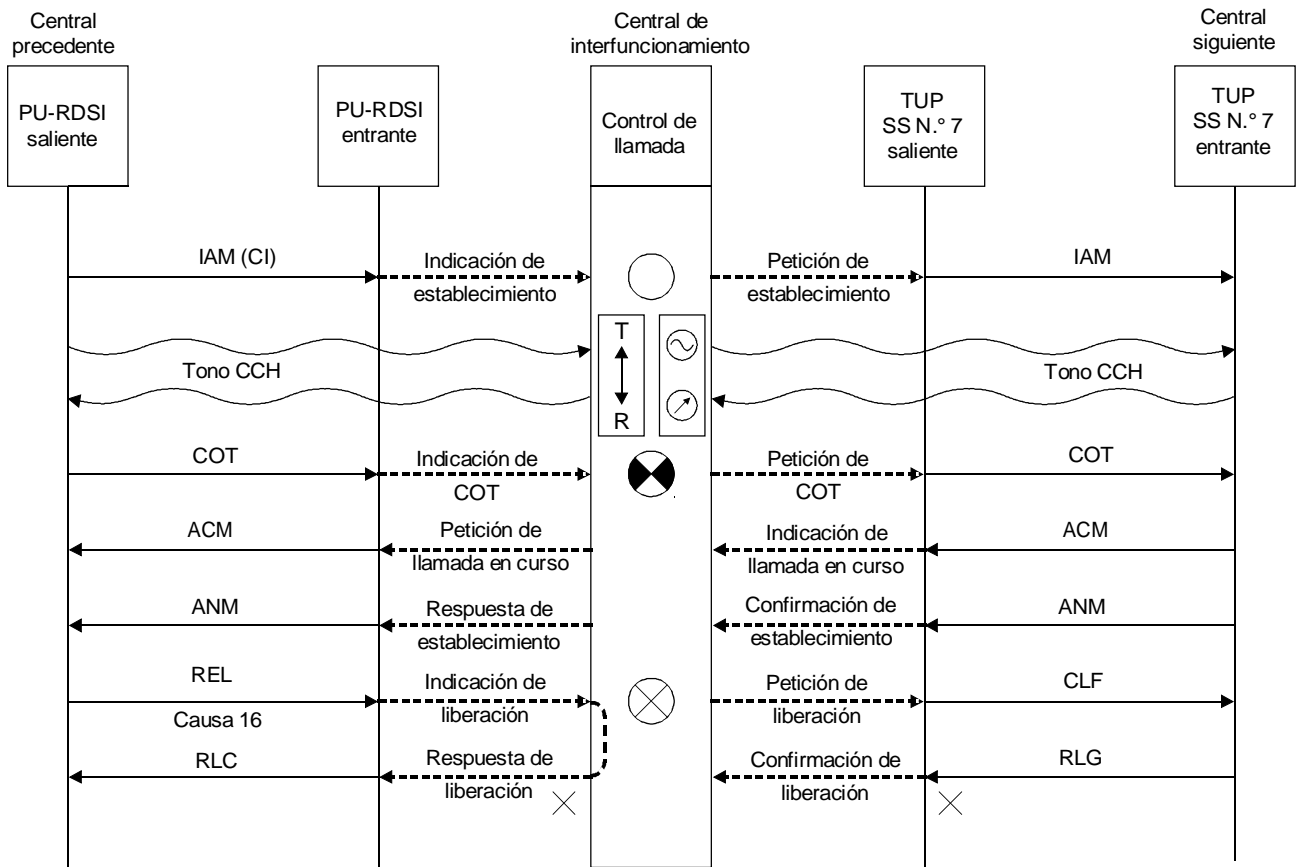 Central
precedente
Central de
interfuncionamiento
Central
siguiente
PU-RDSI
saliente
PU-RDSI
entrante
Control de
llamada
TUP
SS N.° 7
saliente
TUP
SS N.° 7
entrante
IAM (CI)
Indicación de
establecimiento
Petición de
establecimiento
IAM
T
R
Tono CCH
Tono CCH
COT
Indicación de
COT
Petición de
COT
COT
ACM
Petición de
llamada en curso
Indicación de
llamada en curso
ACM
ANM
Respuesta de
establecimiento
Confirmación de
establecimiento
ANM
REL
Causa 16
Indicación de
liberación
Petición de
liberación
CLF
RLC
Respuesta de
liberación
Confirmación de
liberación
RLG